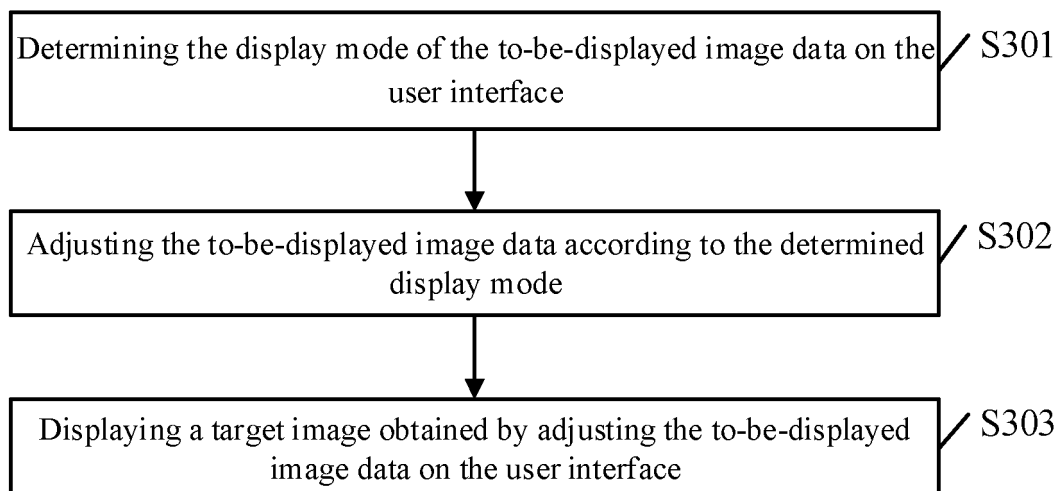 Determining the display mode of the to-be-displayed image data on the
user interface
S301
Adjusting the to-be-displayed image data according to the determined
display mode
S302
Displaying a target image obtained by adjusting the to-be-displayed
image data on the user interface
S303